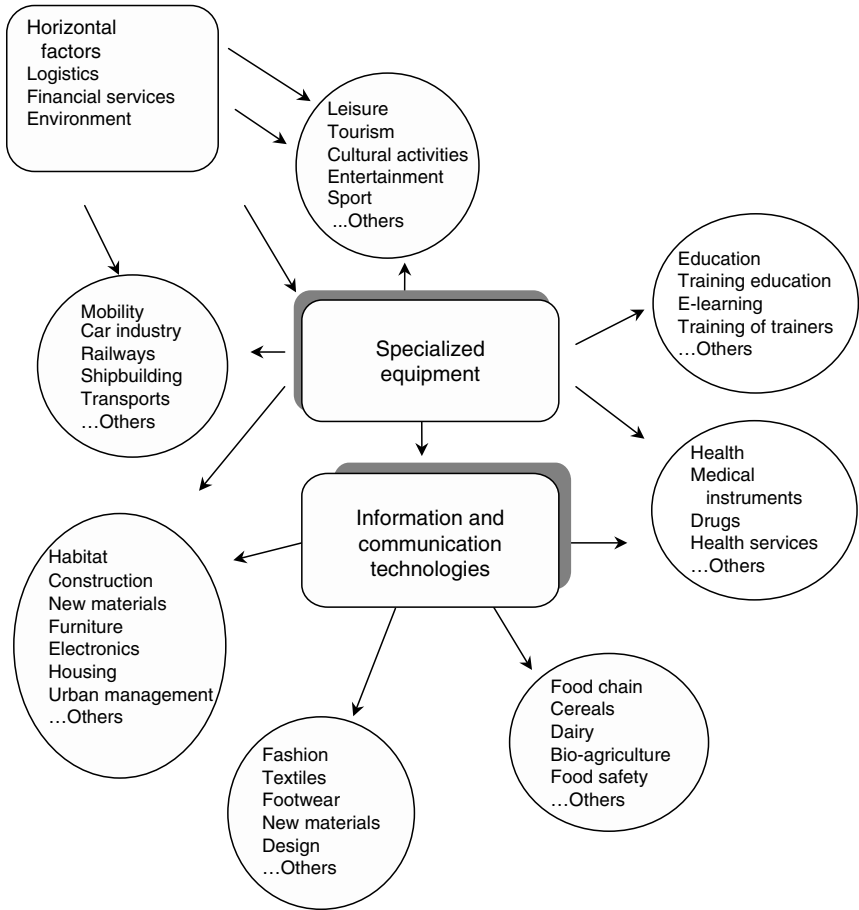 Horizontal
factors
Logistics
Financial services
Environment
Leisure
Tourism
Cultural activities
Entertainment
Sport
...Others
Education
Training education
E-learning
Training of trainers
…Others
Mobility
Car industry
Railways
Shipbuilding
Transports
…Others
Specialized
equipment
Health
Medical
instruments
Drugs
Health services
…Others
Information and
communication
technologies
Habitat
Construction
New materials
Furniture
Electronics
Housing
Urban management
…Others
Food chain
Cereals
Dairy
Bio-agriculture
Food safety
…Others
Fashion
Textiles
Footwear
New materials
Design
…Others